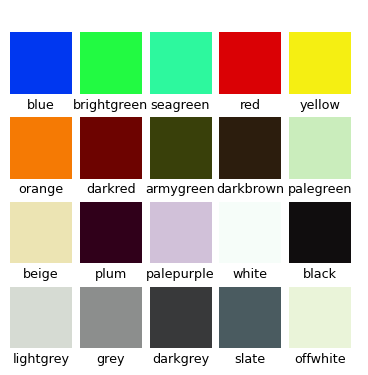 blue brightgreen seagreen red yellow
orange darkred armygreen darkbrown palegreen
beige plum palepurple white black
lightgrey grey darkgrey slate offwhite